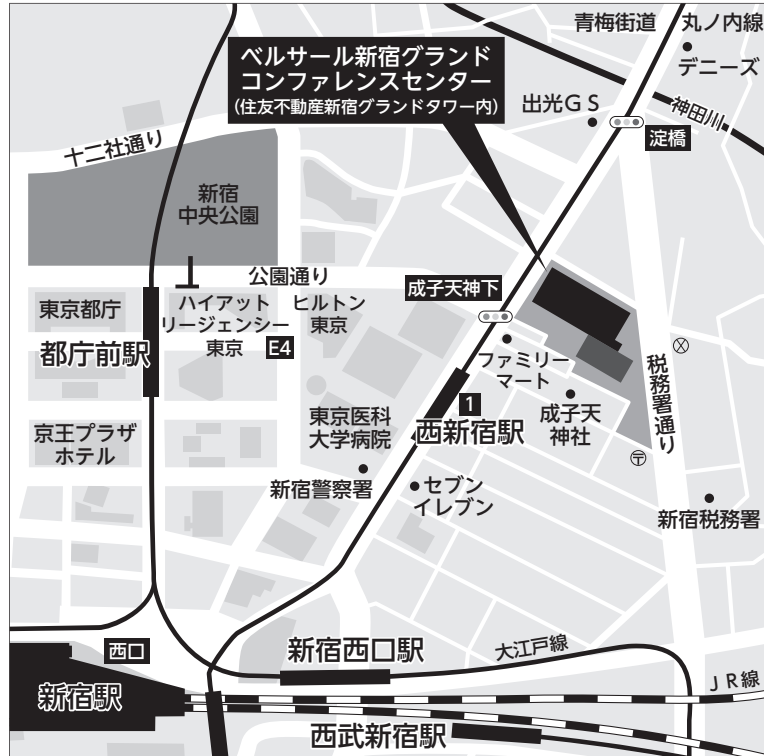 青梅街道
丸ノ内線
デニーズ
ベルサール新宿グランド
コンファレンスセンター
(住友不動産新宿グランドタワー内)
出光GS
神田川
淀橋
十二社通り
新宿
中央公園
公園通り
成子天神下
東京都庁
ハイアット
リージェンシー
東京
ヒルトン
東京
E4
都庁前駅
ファミリー
マート
税務署通り
1
西新宿駅
成子天
神社
東京医科
大学病院
京王プラザ
ホテル
〒
新宿警察署
セブン
イレブン
新宿税務署
西口
新宿西口駅
大江戸線
新宿駅
JR線
西武新宿駅